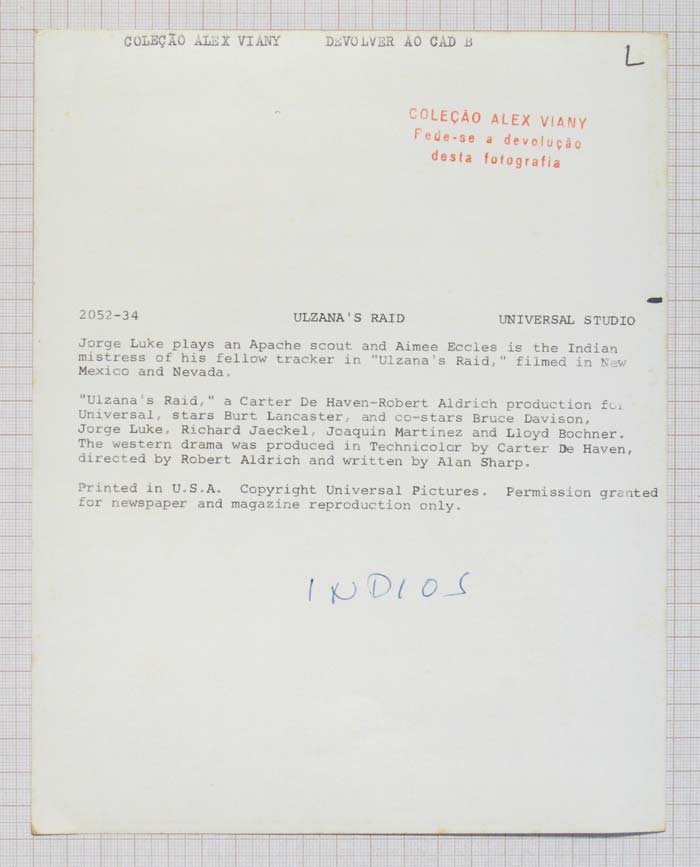 COLEÇÃO ALEX VIANY DEVOLVER AO CAD B
L
COLEÇÃO ALEX VIANY
Pede-se a devolução
desta fotografia
2052-34 ULZANA'S RAID UNIVERSAL STUDIO
Jorge Luke plays an Apache scout and Aimee Eccles is the Indian
mistress of his fellow tracker in "Ulzana's Raid," filmed in New
Mexico and Nevada.
"Ulzana's Raid," a Carter De Haven-Robert Aldrich production for
Universal, stars Burt Lancaster, and co-stars Bruce Davison,
Jorge Luke, Richard Jaeckel, Joaquin Martinez and Lloyd Bochner.
The western drama was produced in Technicolor by Carter De Haven,
directed by Robert Aldrich and written by Alan Sharp.
Printed in U.S.A. Copyright Universal Pictures. Permission granted
for newspaper and magazine reproduction only.
INDIOS